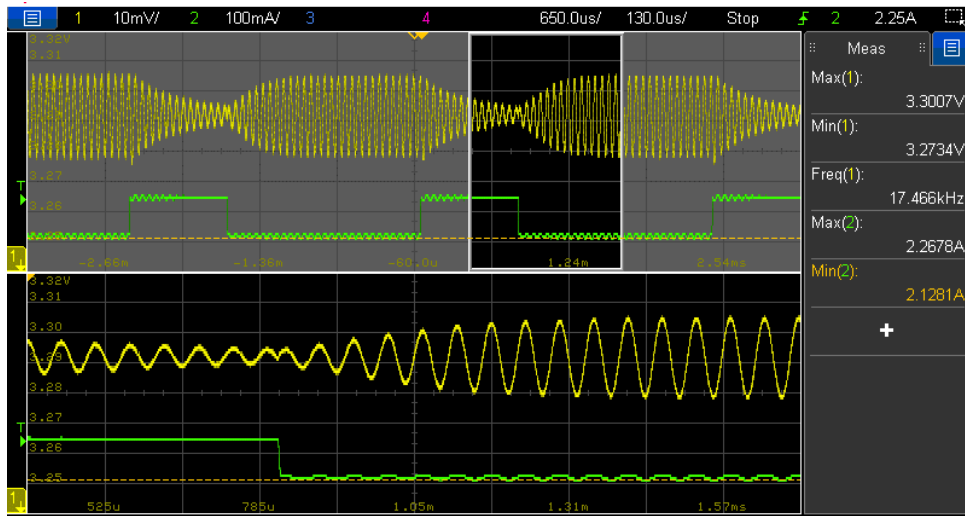 1 10mV/ 2 100mA/ 3 4 650.0us/ 130.0us/ Stop 2 2.25A
3.32V
3.31
3.27
3.26
T
1
-2.66m -1.36m -60.0u 1.24m 2.54ms
3.32V
3.31
3.30
3.29
3.28
3.27
T
3.26
3.25
1
525u 785u 1.05m 1.31m 1.57ms
Meas
Max(1):
3.3007V
Min(1):
3.2734V
Freq(1):
17.466kHz
Max(2):
2.2678A
Min(2):
2.1281A
+